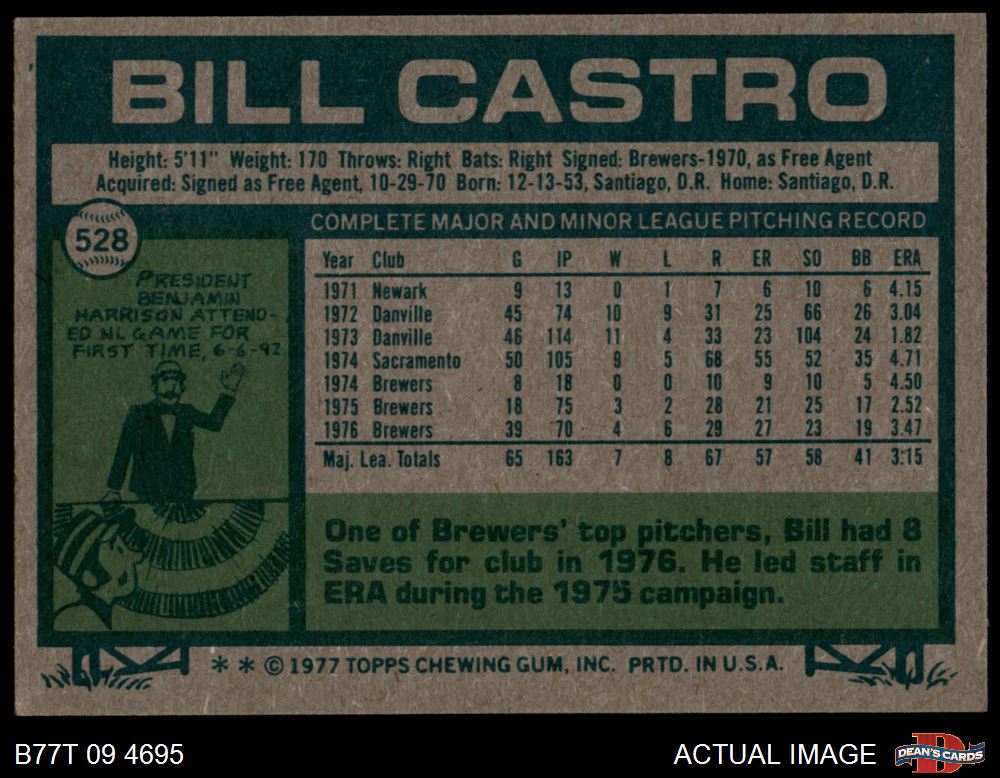 BILL CASTRO
Height: 5'11" Weight: 170 Throws: Right Bats: Right Signed: Brewers-1970, as Free Agent
Acquired: Signed as Free Agent, 10-29-70 Born: 12-13-53, Santiago, D.R. Home: Santiago, D.R.
528
PRESIDENT
BENJAMIN
HARRISON ATTEND-
ED NL GAME FOR
FIRST TIME, 6-6-92
COMPLETE MAJOR AND MINOR LEAGUE PITCHING RECORD
Year Club G IP W L R ER SO BB ERA
1971 Newark 9 13 0 1 7 6 10 6 4.15
1972 Danville 45 74 10 9 31 25 66 26 3.04
1973 Danville 46 114 11 4 33 23 104 24 1.82
1974 Sacramento 50 105 9 5 68 55 52 35 4.71
1974 Brewers 8 18 0 0 10 9 10 5 4.50
1975 Brewers 18 75 3 2 28 21 25 17 2.52
1976 Brewers 39 70 4 6 29 27 23 19 3.47
Maj. Lea. Totals 65 163 7 8 67 57 58 41 3:15
One of Brewers' top pitchers, Bill had 8
Saves for club in 1976. He led staff in
ERA during the 1975 campaign.
* * © 1977 TOPPS CHEWING GUM, INC. PRTD. IN U.S.A.
B77T 09 4695
ACTUAL IMAGE
D
DEAN'S CARDS